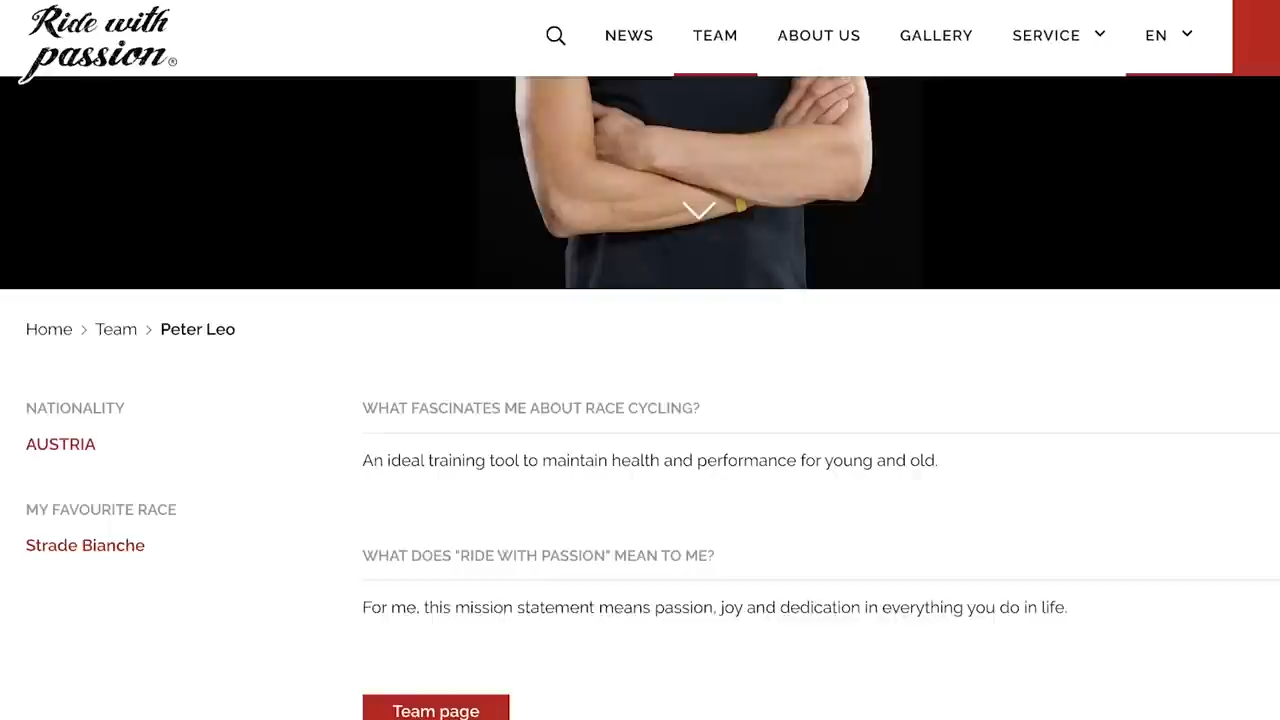 Ride with
passion®
NEWS TEAM ABOUT US GALLERY SERVICE EN
Home > Team > Peter Leo
NATIONALITY
AUSTRIA
MY FAVOURITE RACE
Strade Bianche
WHAT FASCINATES ME ABOUT RACE CYCLING?
An ideal training tool to maintain health and performance for young and old.
WHAT DOES "RIDE WITH PASSION" MEAN TO ME?
For me, this mission statement means passion, joy and dedication in everything you do in life.
Team page